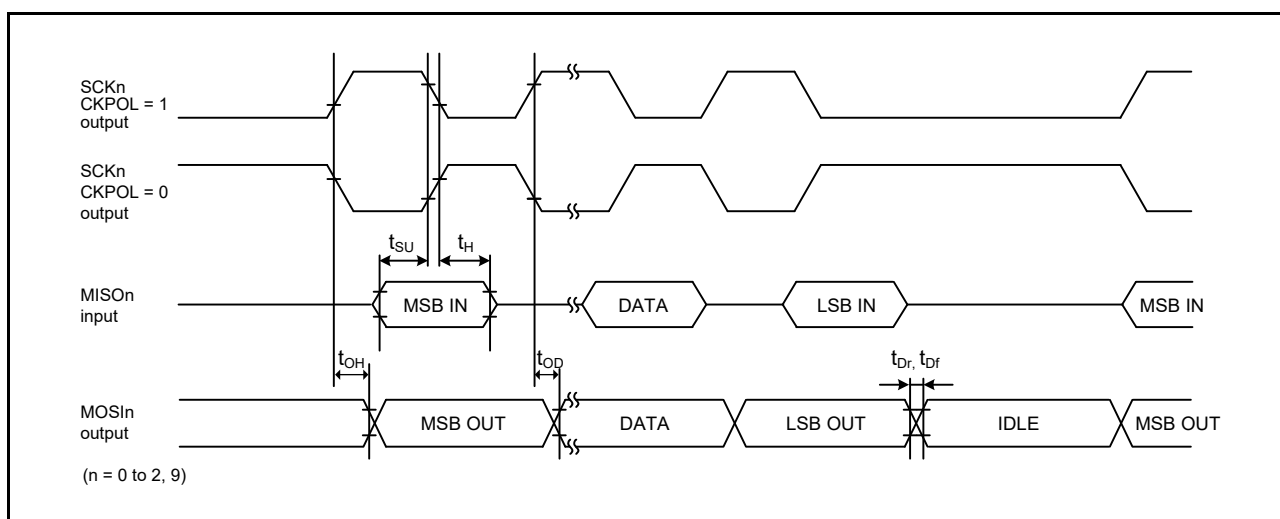 SCKn
CKPOL = 1
output
SCKn
CKPOL = 0
output
tSU
tH
MISOn
input
MSB IN
DATA
LSB IN
MSB IN
tOH
tOD
tDr, tDf
MOSIn
output
MSB OUT
DATA
LSB OUT
IDLE
MSB OUT
(n = 0 to 2, 9)